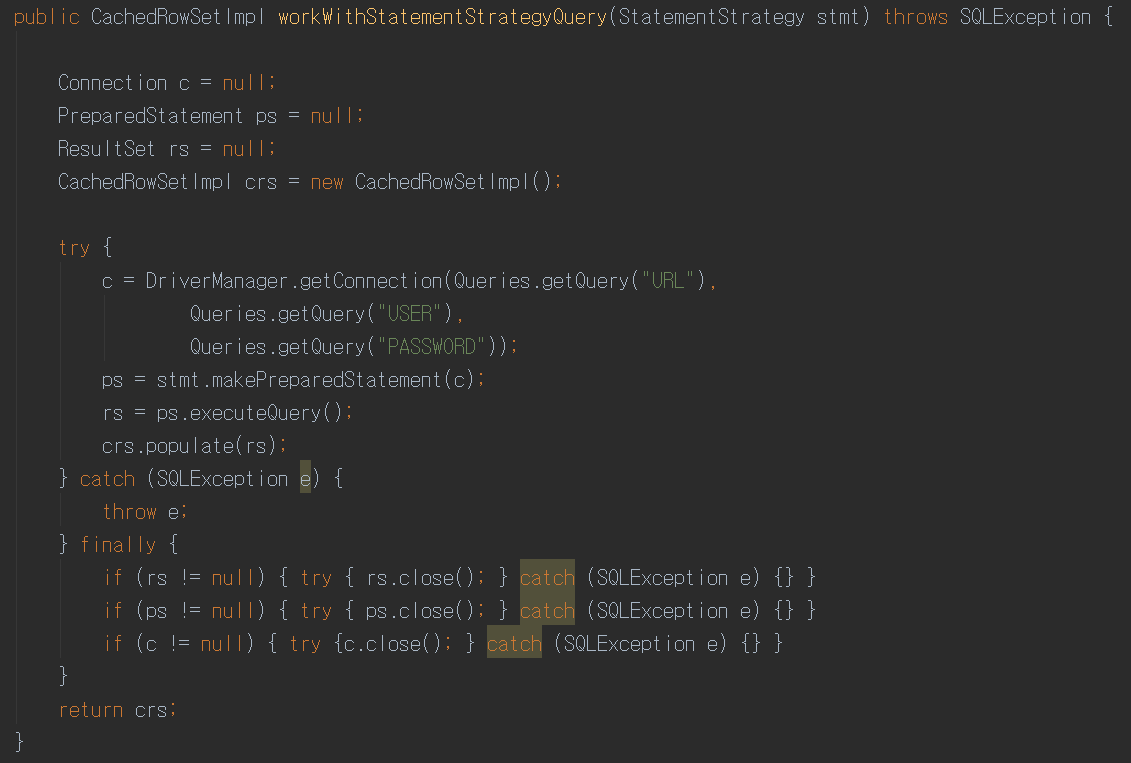 public CachedRowSetImpl workWithStatementStrategyQuery(StatementStrategy stmt) throws SQLException {
Connection c = null;
PreparedStatement ps = null;
ResultSet rs = null;
CachedRowSetImpl crs = new CachedRowSetImpl();
try {
c = DriverManager.getConnection(Queries.getQuery("URL"),
Queries.getQuery("USER"),
Queries.getQuery("PASSWORD"));
ps = stmt.makePreparedStatement(c);
rs = ps.executeQuery();
crs.populate(rs);
} catch (SQLException e) {
throw e;
} finally {
if (rs != null) { try { rs.close(); } catch (SQLException e) {} }
if (ps != null) { try { ps.close(); } catch (SQLException e) {} }
if (c != null) { try {c.close(); } catch (SQLException e) {} }
}
return crs;
}